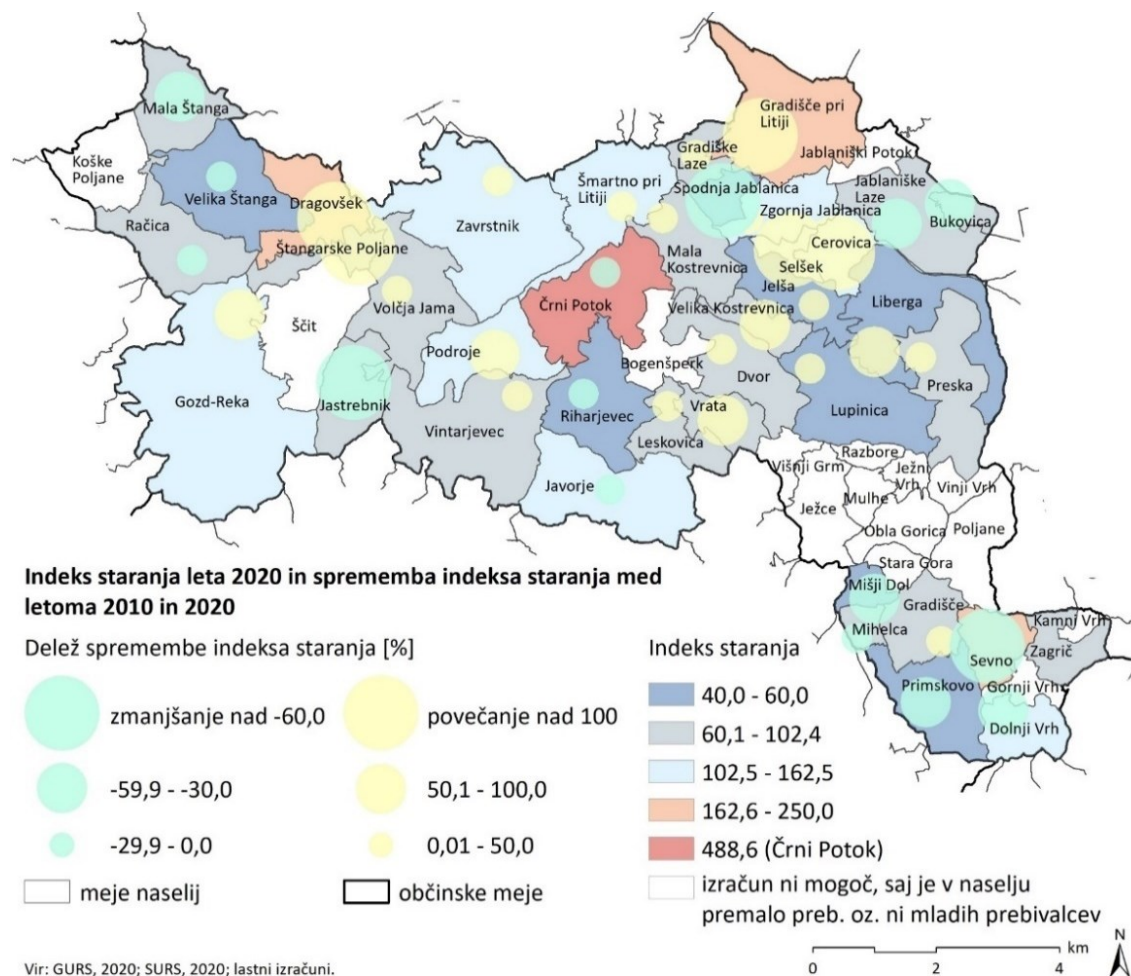 Mala Štanga
Koške
Poljane
Velika Štanga
Dragovšek
Račica
Štangarske Poljane
Zavrstnik
Šmartno pri
Litiji
Gradišče pri
Litiji
Gradiške
Laze
Jablaniški Potok
Spodnja Jablanica
Jablaniške
Laze
Zgornja Jablanica
Bukovica
Cerovica
Mala
Kostrevnica
Selšek
Jelša
Liberga
Volčja Jama
Ščit
Črni Potok
Velika Kostrevnica
Podroje
Bogenšperk
Dvor
Preska
Gozd-Reka
Jastrebnik
Riharjevec
Vrata
Lupinica
Vintarjevec
Leskovica
Razbore
Višnji Grm
Ježni
Vrh
Vinji Vrh
Javorje
Mulhe
Ježce
Obla Gorica
Poljane
Stara Gora
Mišji Dol
Gradišče
Mihelca
Kamni Vrh
Zagrič
Sevno
Primskovo
Gornji Vrh
Dolnji Vrh
Indeks staranja leta 2020 in sprememba indeksa staranja med
letoma 2010 in 2020
Delež spremembe indeksa staranja [%]
zmanjšanje nad -60,0
povečanje nad 100
-59,9 - -30,0
50,1 - 100,0
-29,9 - 0,0
0,01 - 50,0
meje naselij
občinske meje
Indeks staranja
40,0 - 60,0
60,1 - 102,4
102,5 - 162,5
162,6 - 250,0
488,6 (Črni Potok)
izračun ni mogoč, saj je v naselju
premalo preb. oz. ni mladih prebivalcev
N
km
0 2 4
Vir: GURS, 2020; SURS, 2020; lastni izračuni.